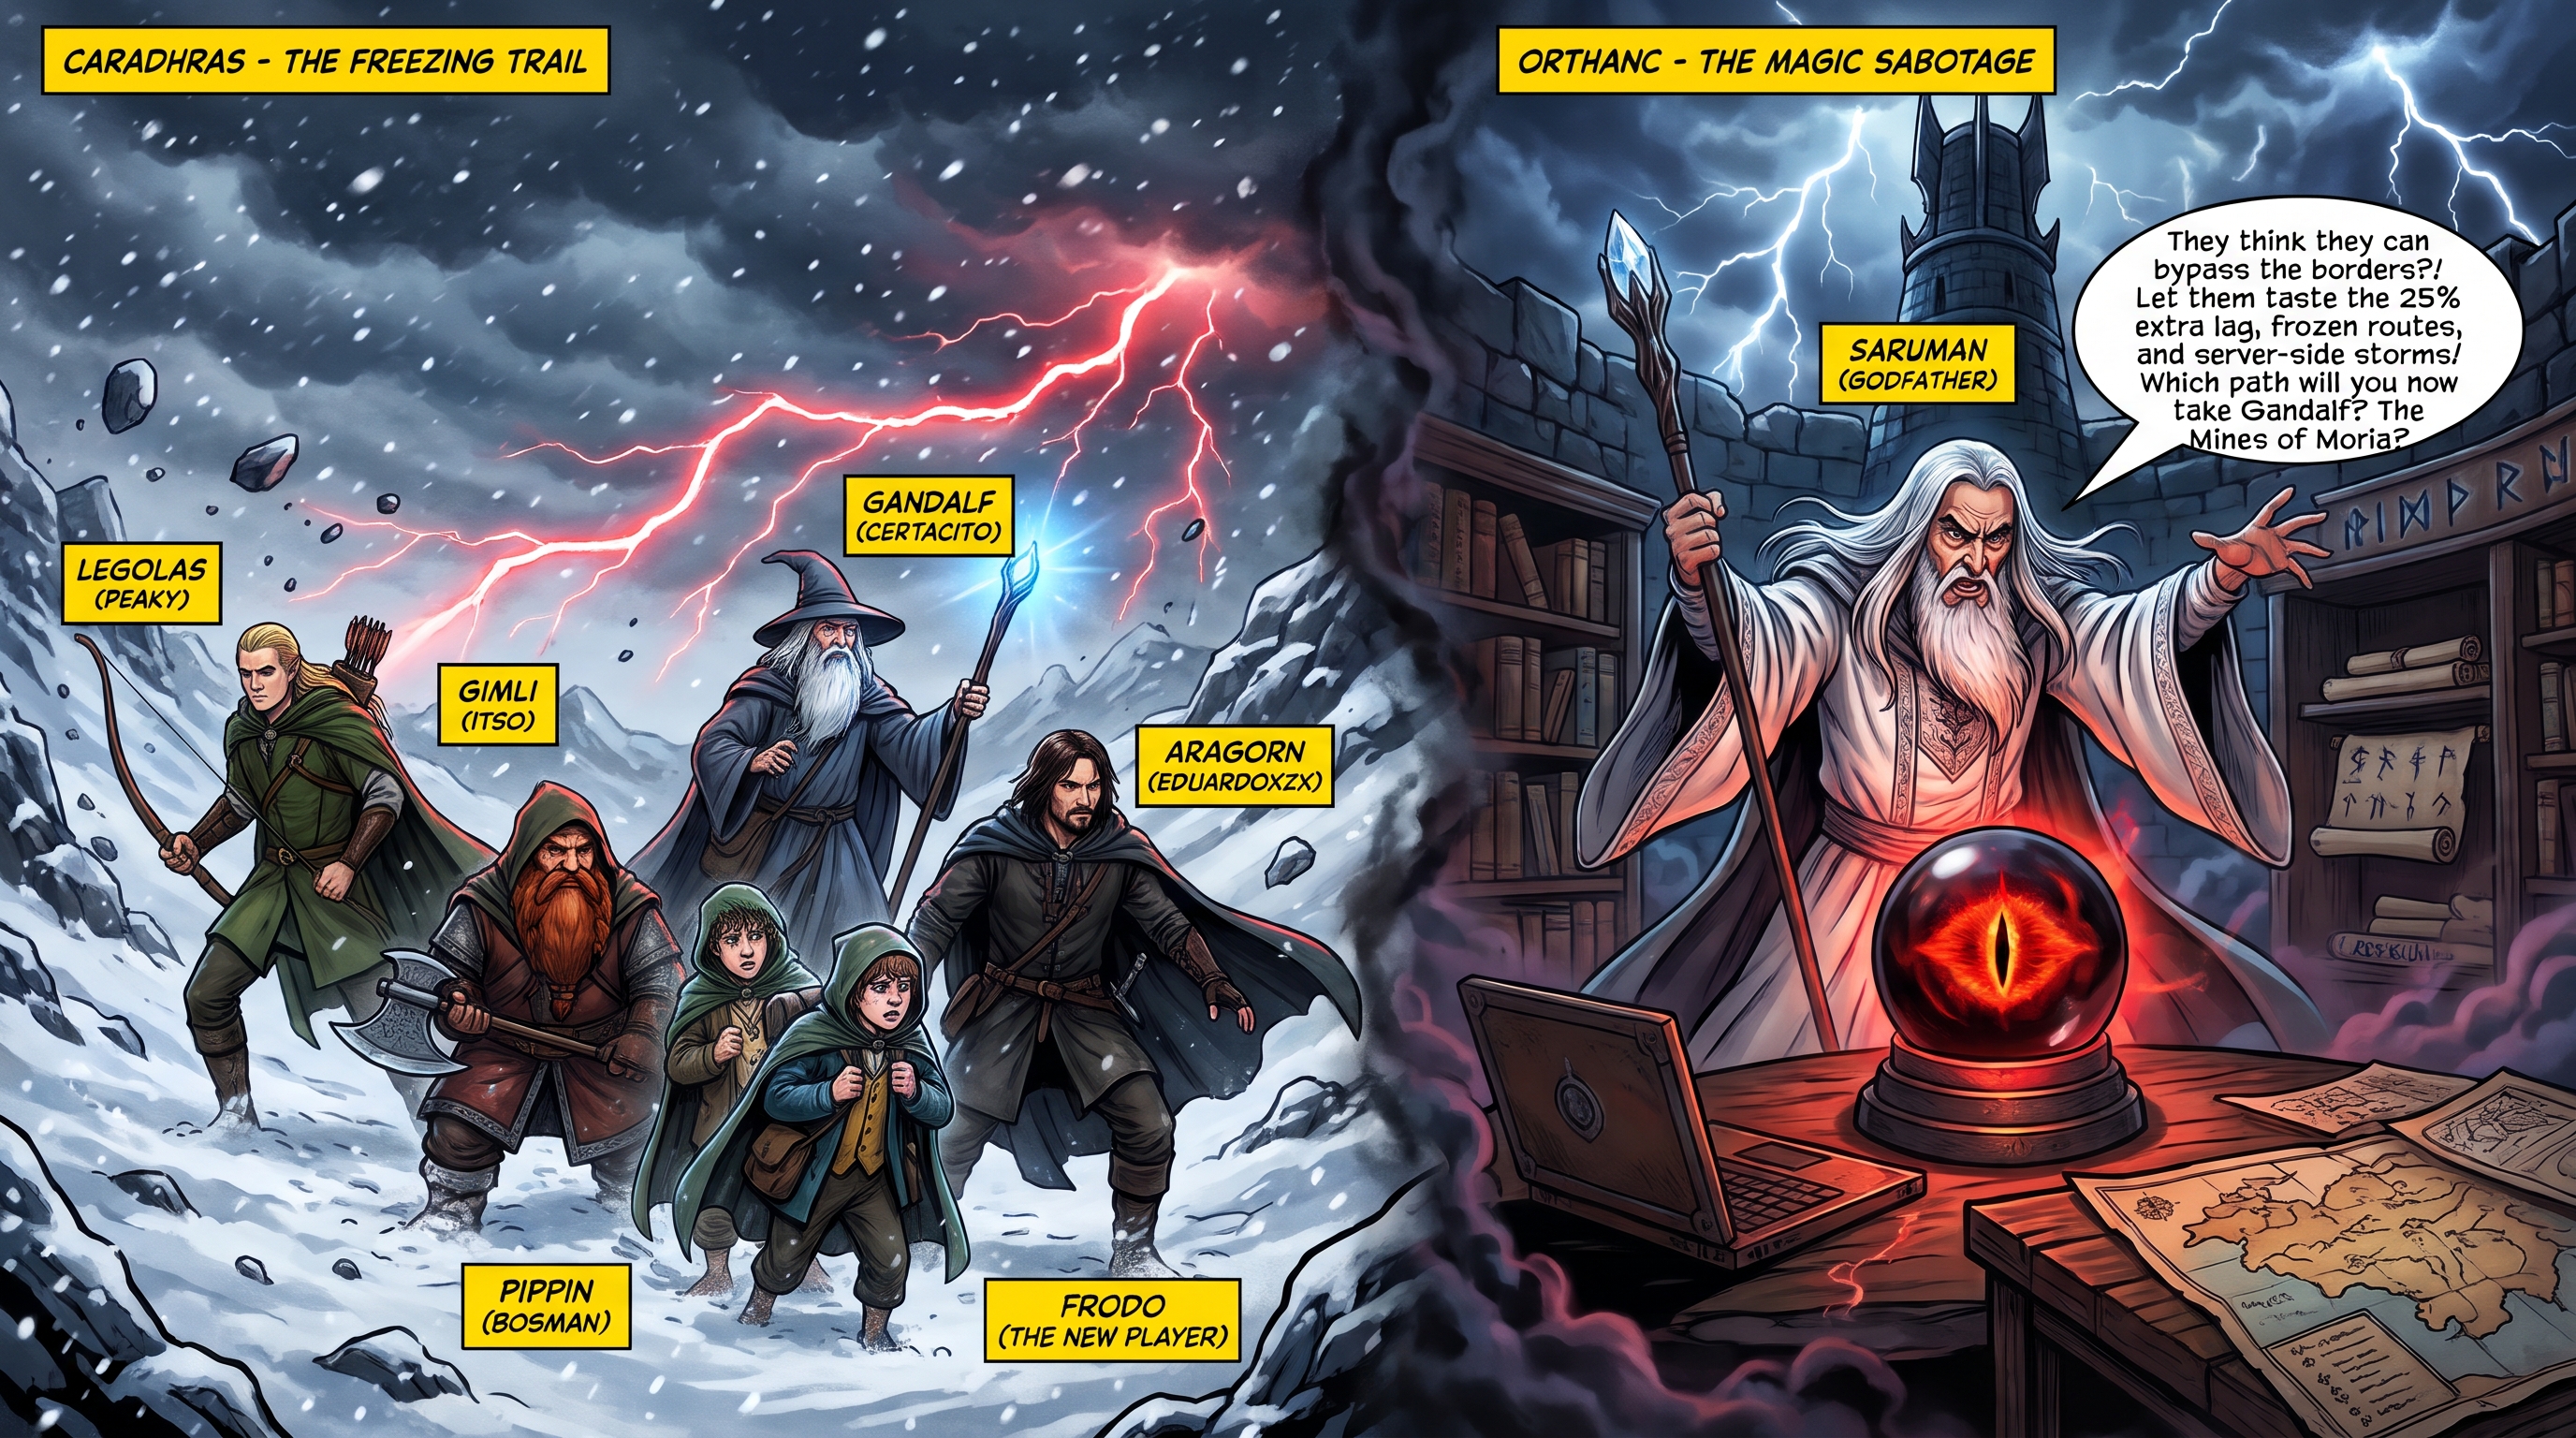 CARADHRAS - THE FREEZING TRAIL
LEGOLAS
(PEAKY)
GIMLI
(ITSO)
GANDALF
(CERTACITO)
ARAGORN
(EDUARDOXZX)
PIPPIN
(BOSMAN)
FRODO
(THE NEW PLAYER)
ORTHANC - THE MAGIC SABOTAGE
SARUMAN
(GODFATHER)
They think they can
bypass the borders?!
Let them taste the 25%
extra lag, frozen routes,
and server-side storms!
Which path will you now
take Gandalf? The
Mines of Moria?